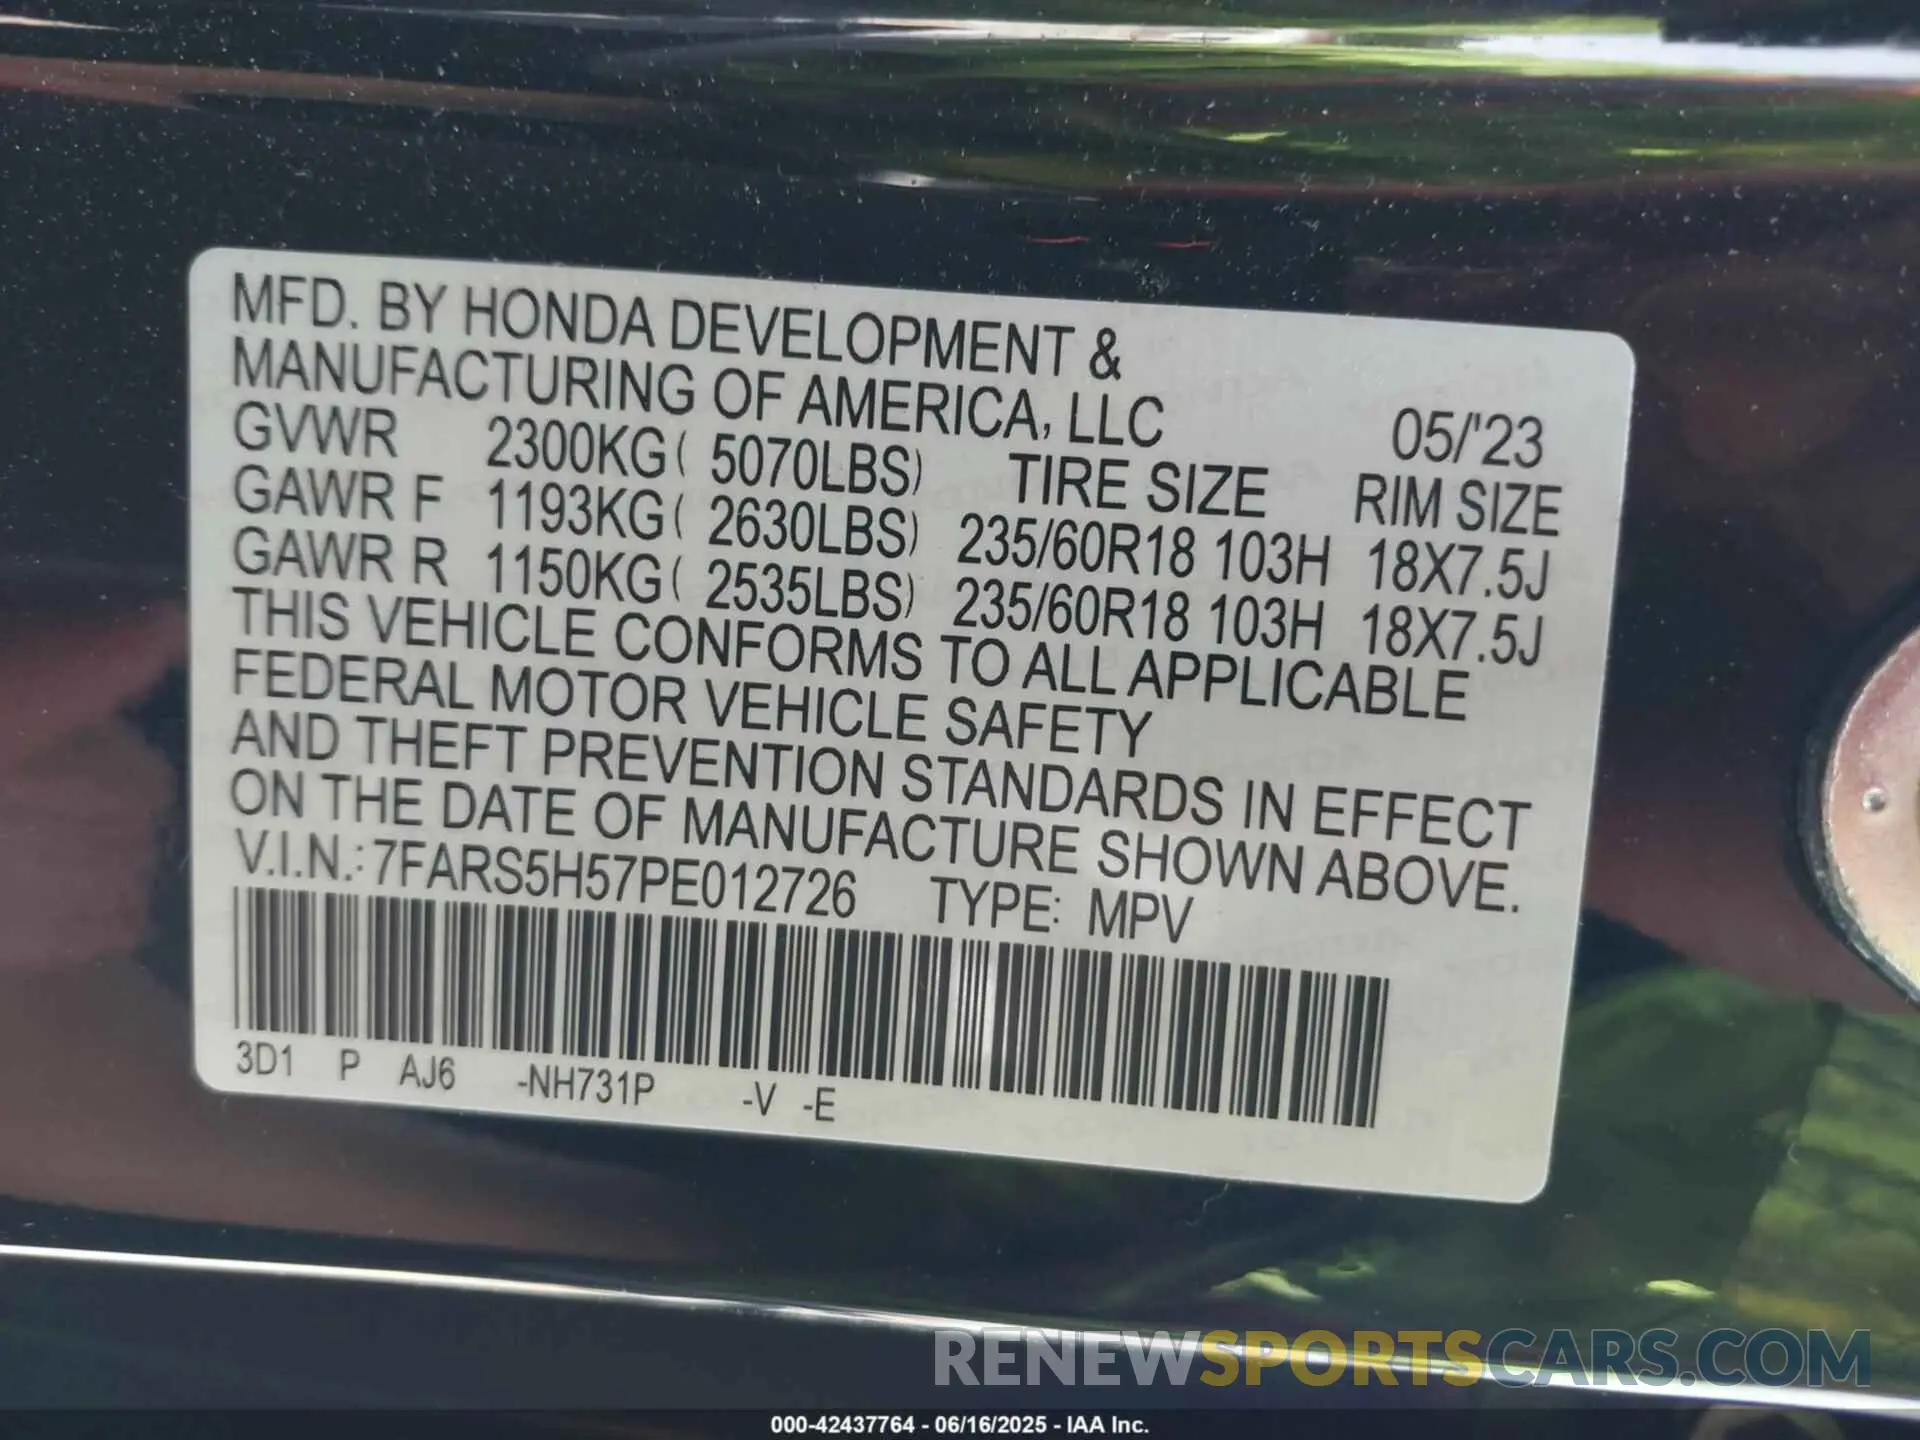 MFD. BY HONDA DEVELOPMENT &
MANUFACTURING OF AMERICA, LLC 05/'23
GVWR 2300KG( 5070LBS) TIRE SIZE RIM SIZE
GAWR F 1193KG( 2630LBS) 235/60R18 103H 18X7.5J
GAWR R 1150KG( 2535LBS) 235/60R18 103H 18X7.5J
THIS VEHICLE CONFORMS TO ALL APPLICABLE
FEDERAL MOTOR VEHICLE SAFETY
AND THEFT PREVENTION STANDARDS IN EFFECT
ON THE DATE OF MANUFACTURE SHOWN ABOVE.
V.I.N.: 7FARS5H57PE012726 TYPE: MPV
3D1 P AJ6 -NH731P -V -E
RENEWSPORTSCARS.COM
000-42437764 - 06/16/2025 - IAA Inc.